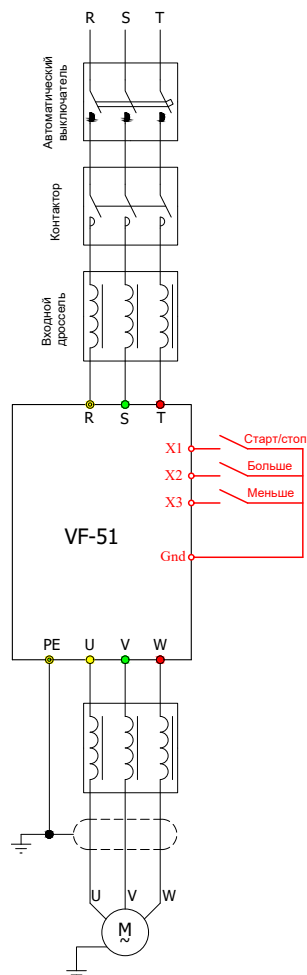 R S T
Автоматический
выключатель
Контактор
Входной
дроссель
R S T
X1 Старт/стоп
X2 Больше
X3 Меньше
VF-51
Gnd
PE U V W
U V W
M
~